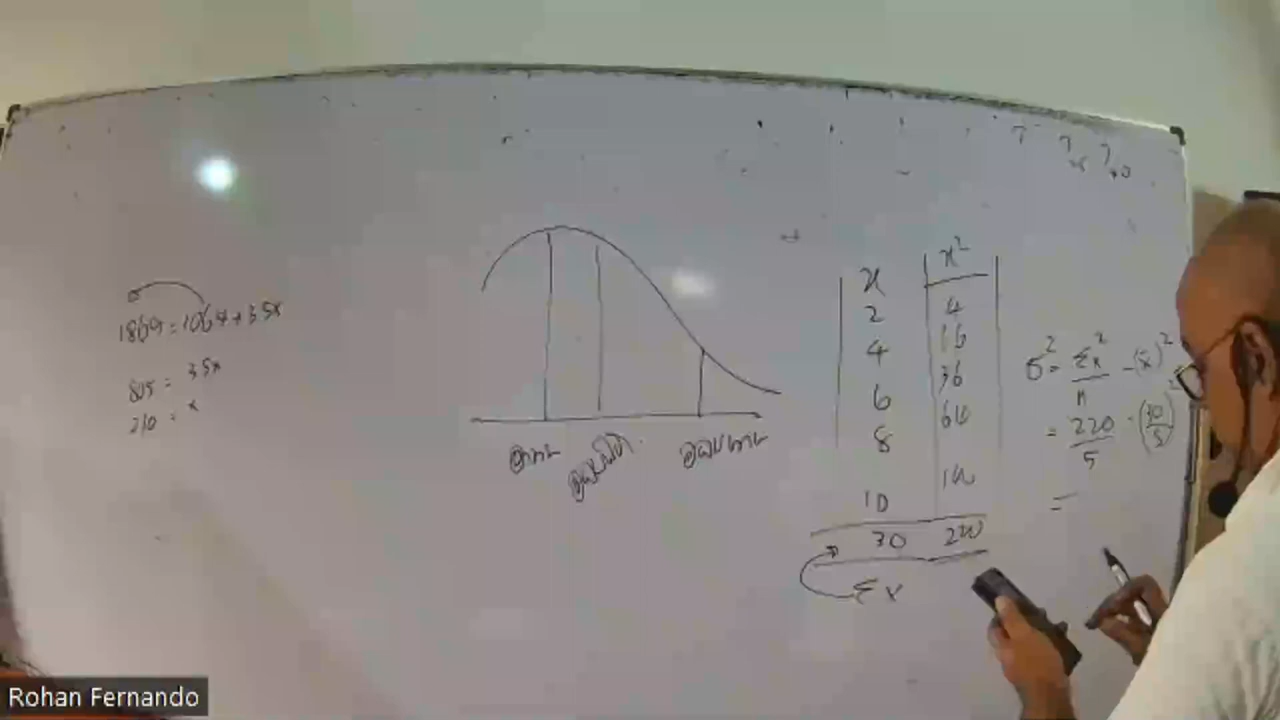 1869 = 1064 + 3.5x
805 = 3.5x
210 = x
x
x²
2
4
4
16
6
36
8
64
10
100
30
220
Σx
σ² = Σx²/n - (x̄)²
= 220/5 - (30/5)²
=
Rohan Fernando